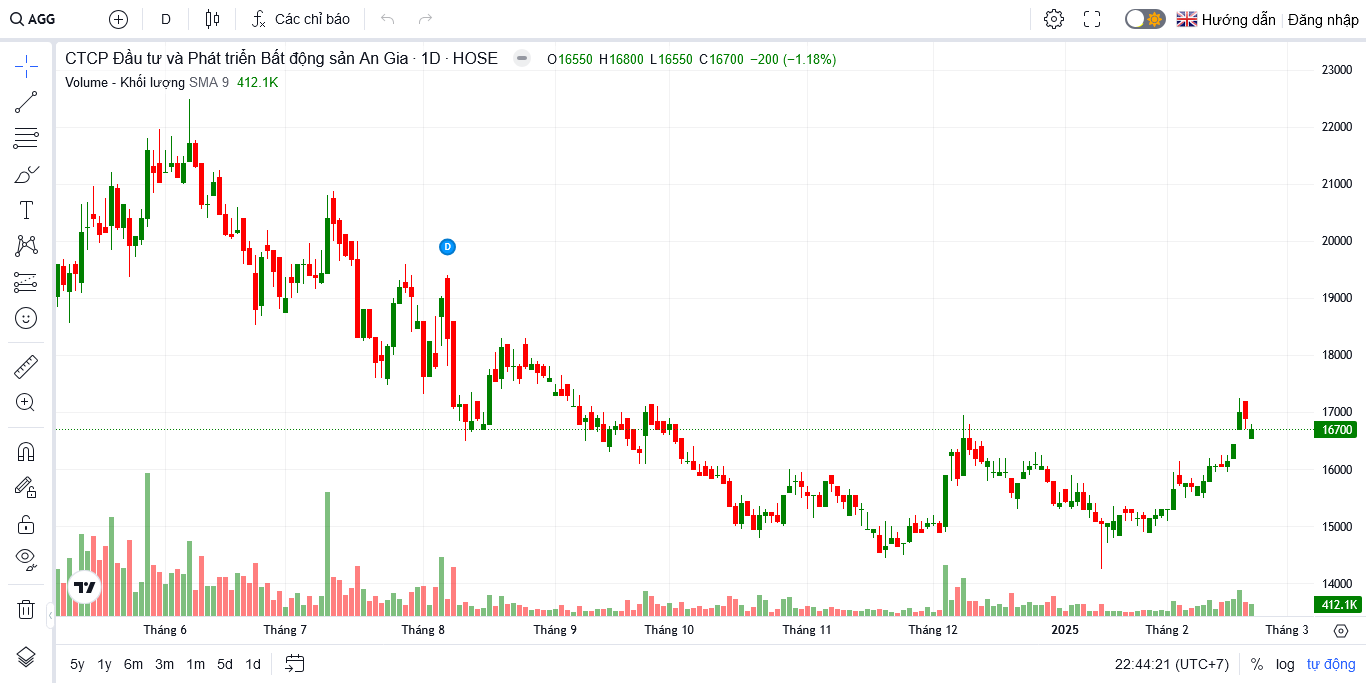 AGG D Các chỉ báo Hướng dẫn Đăng nhập
CTCP Đầu tư và Phát triển Bất động sản An Gia · 1D · HOSE O16550 H16800 L16550 C16700 −200 (−1.18%)
Volume - Khối lượng SMA 9 412.1K
23000
22000
21000
20000
D
19000
18000
17000
16700
16000
15000
14000
412.1K
Tháng 6 Tháng 7 Tháng 8 Tháng 9 Tháng 10 Tháng 11 Tháng 12 2025 Tháng 2 Tháng 3
5y 1y 6m 3m 1m 5d 1d 22:44:21 (UTC+7) % log tự động